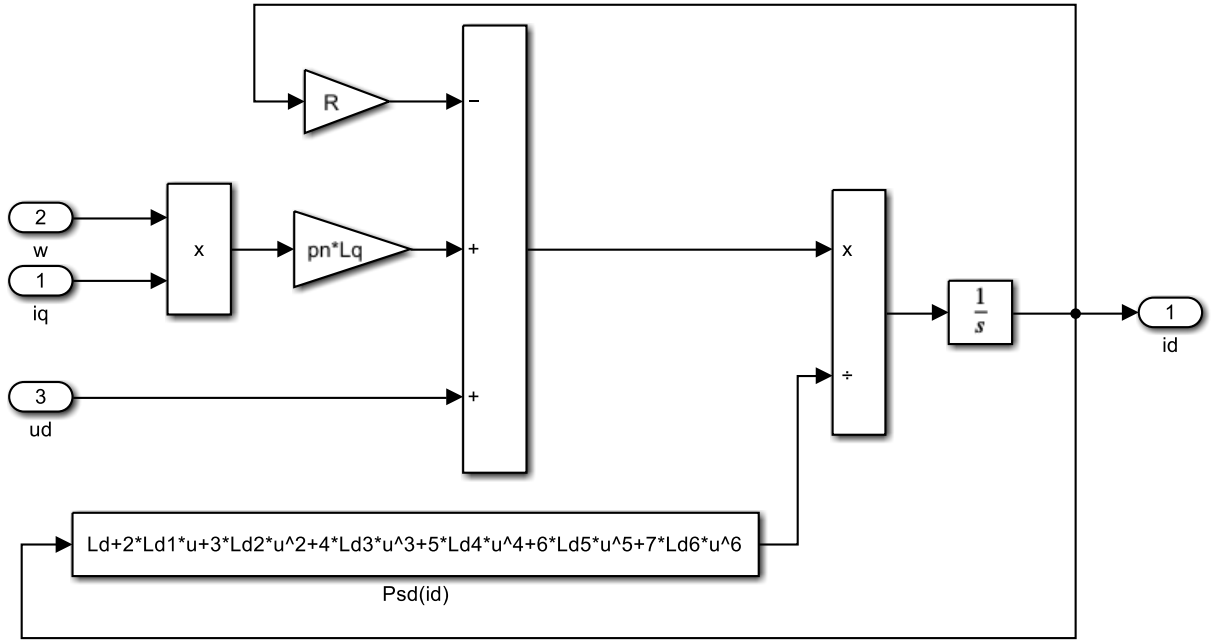 R
−
2
w
x
pn*Lq
+
x
1
iq
1
s
1
id
÷
3
ud
+
Ld+2*Ld1*u+3*Ld2*u^2+4*Ld3*u^3+5*Ld4*u^4+6*Ld5*u^5+7*Ld6*u^6
Psd(id)